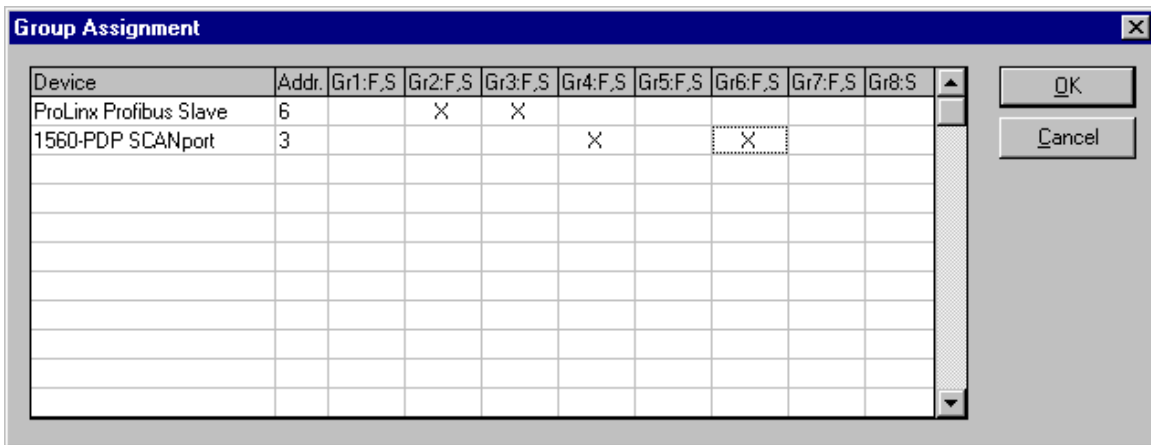 Group Assignment
Device Addr. Gr1:F,S Gr2:F,S Gr3:F,S Gr4:F,S Gr5:F,S Gr6:F,S Gr7:F,S Gr8:S
OK
ProLinx Profibus Slave 6 X X
1560-PDP SCANport 3 X X
Cancel